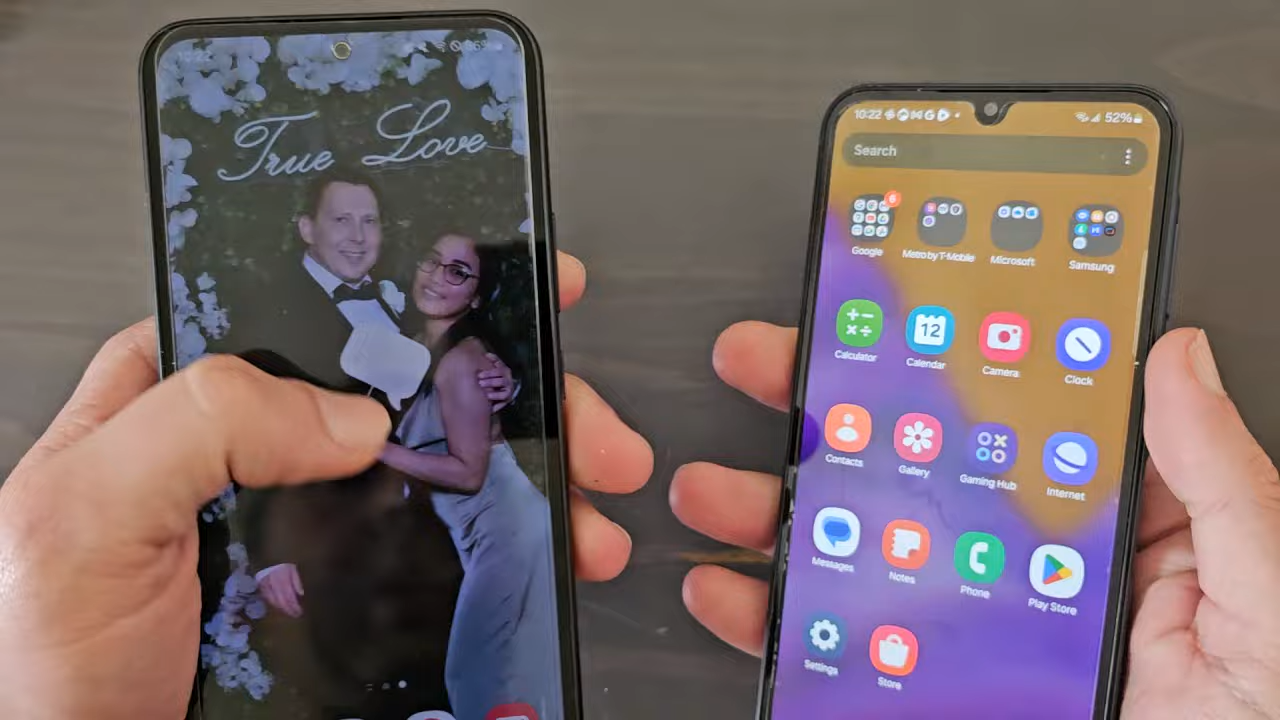 True Love
10:22
52%
Search
6
Google
Metro by T-Mobile
Microsoft
Samsung
12
Calculator
Calendar
Camera
Clock
Contacts
Gallery
Gaming Hub
Internet
Messages
Notes
Phone
Play Store
Settings
Store